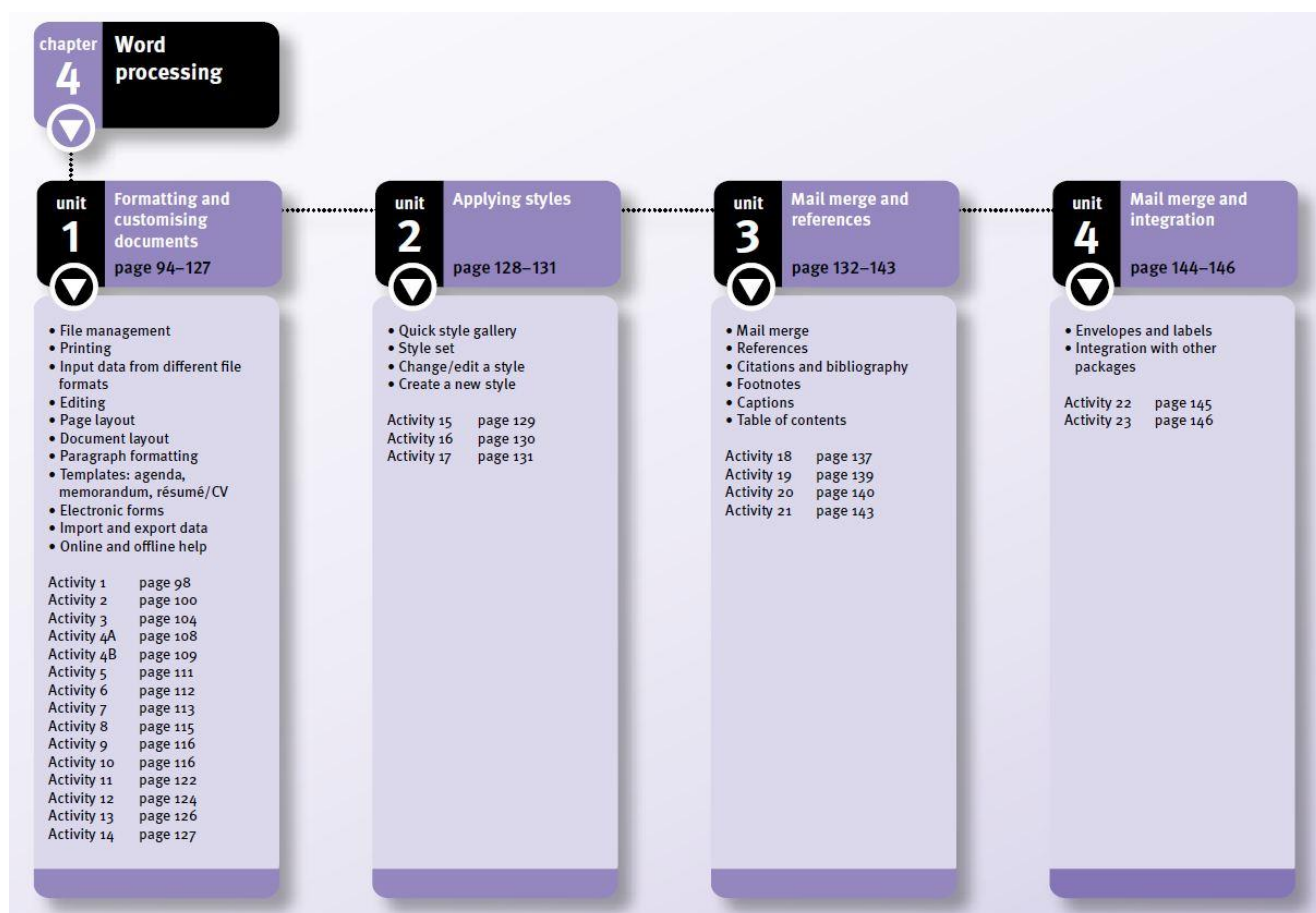 chapter
4
Word
processing
unit
1
Formatting and
customising
documents
page 94–127
• File management
• Printing
• Input data from different file
formats
• Editing
• Page layout
• Document layout
• Paragraph formatting
• Templates: agenda,
memorandum, résumé/CV
• Electronic forms
• Import and export data
• Online and offline help
Activity 1 page 98
Activity 2 page 100
Activity 3 page 104
Activity 4A page 108
Activity 4B page 109
Activity 5 page 111
Activity 6 page 112
Activity 7 page 113
Activity 8 page 115
Activity 9 page 116
Activity 10 page 116
Activity 11 page 122
Activity 12 page 124
Activity 13 page 126
Activity 14 page 127
unit
2
Applying styles
page 128–131
• Quick style gallery
• Style set
• Change/edit a style
• Create a new style
Activity 15 page 129
Activity 16 page 130
Activity 17 page 131
unit
3
Mail merge and
references
page 132–143
• Mail merge
• References
• Citations and bibliography
• Footnotes
• Captions
• Table of contents
Activity 18 page 137
Activity 19 page 139
Activity 20 page 140
Activity 21 page 143
unit
4
Mail merge and
integration
page 144–146
• Envelopes and labels
• Integration with other
packages
Activity 22 page 145
Activity 23 page 146